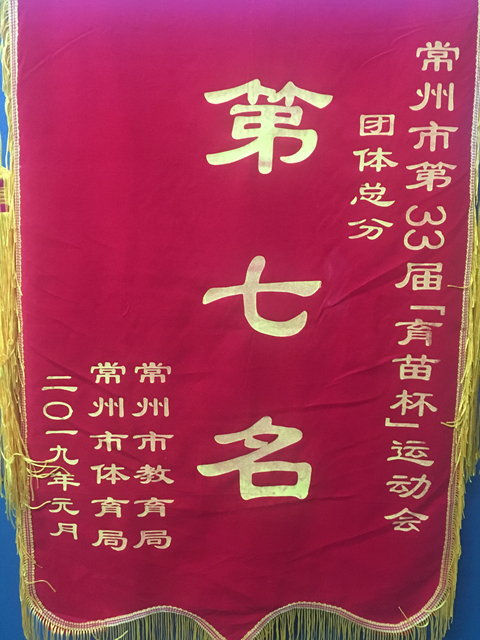 常州市第33届「育苗杯」运动会
团体总分
第七名
常州市教育局
常州市体育局
二〇一九年元月